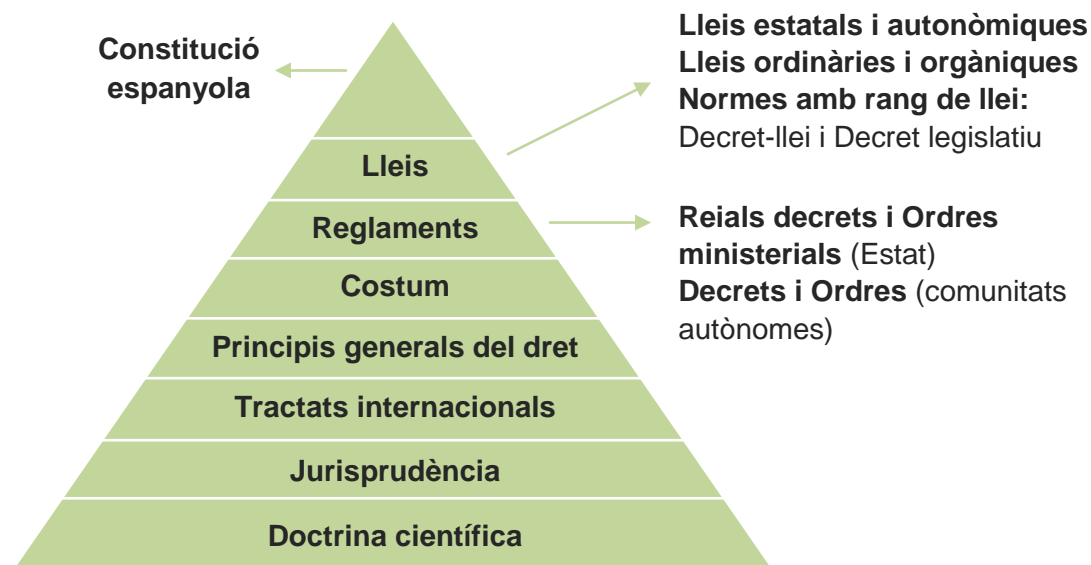 Constitució
espanyola
Lleis estatals i autonòmiques
Lleis ordinàries i orgàniques
Normes amb rang de llei:
Decret-llei i Decret legislatiu
Lleis
Reglaments
Reials decrets i Ordres
ministerials (Estat)
Decrets i Ordres (comunitats
autònomes)
Costum
Principis generals del dret
Tractats internacionals
Jurisprudència
Doctrina científica